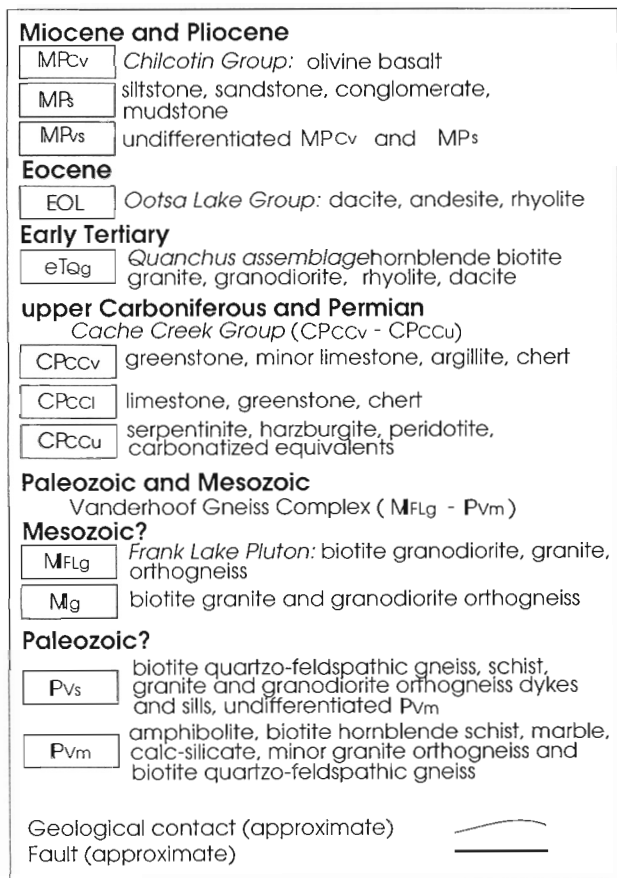 Miocene and Pliocene
MPCv Chilcotin Group: olivine basalt
MPs siltstone, sandstone, conglomerate,
mudstone
MPvs undifferentiated MPCv and MPs
Eocene
EOL Ootsa Lake Group: dacite, andesite, rhyolite
Early Tertiary
eTQg Quanchus assemblagehornblende biotite
granite, granodiorite, rhyolite, dacite
upper Carboniferous and Permian
Cache Creek Group (CPCCv - CPCCu)
CPCCv greenstone, minor limestone, argillite, chert
CPCCl limestone, greenstone, chert
CPCCu serpentinite, harzburgite, peridotite,
carbonatized equivalents
Paleozoic and Mesozoic
Vanderhoof Gneiss Complex ( MFLg - PVm )
Mesozoic?
MFLg Frank Lake Pluton: biotite granodiorite, granite,
orthogneiss
Mg biotite granite and granodiorite orthogneiss
Paleozoic?
PVs biotite quartzo-feldspathic gneiss, schist,
granite and granodiorite orthogneiss dykes
and sills, undifferentiated PVm
PVm amphibolite, biotite hornblende schist, marble,
calc-silicate, minor granite orthogneiss and
biotite quartzo-feldspathic gneiss
Geological contact (approximate)
Fault (approximate)